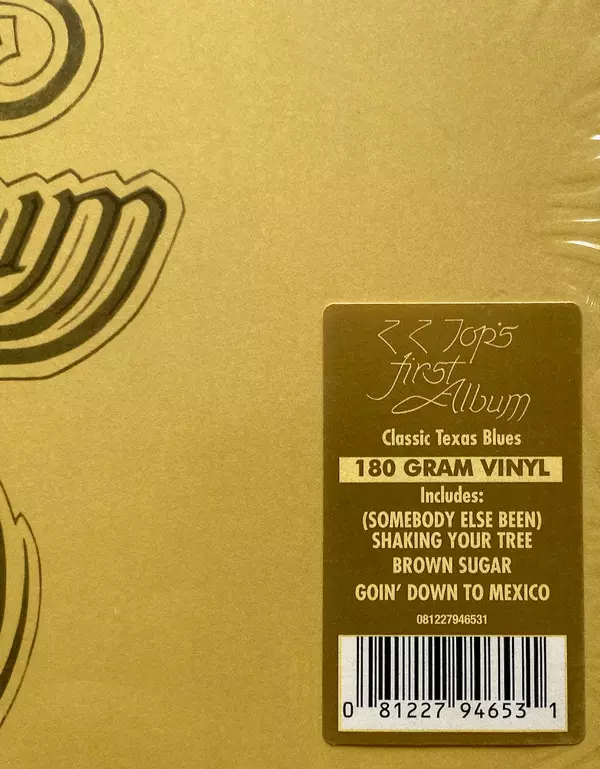 ZZ Top's
first
Album
Classic Texas Blues
180 GRAM VINYL
Includes:
(SOMEBODY ELSE BEEN)
SHAKING YOUR TREE
BROWN SUGAR
GOIN' DOWN TO MEXICO
081227946531
0 81227 94653 1